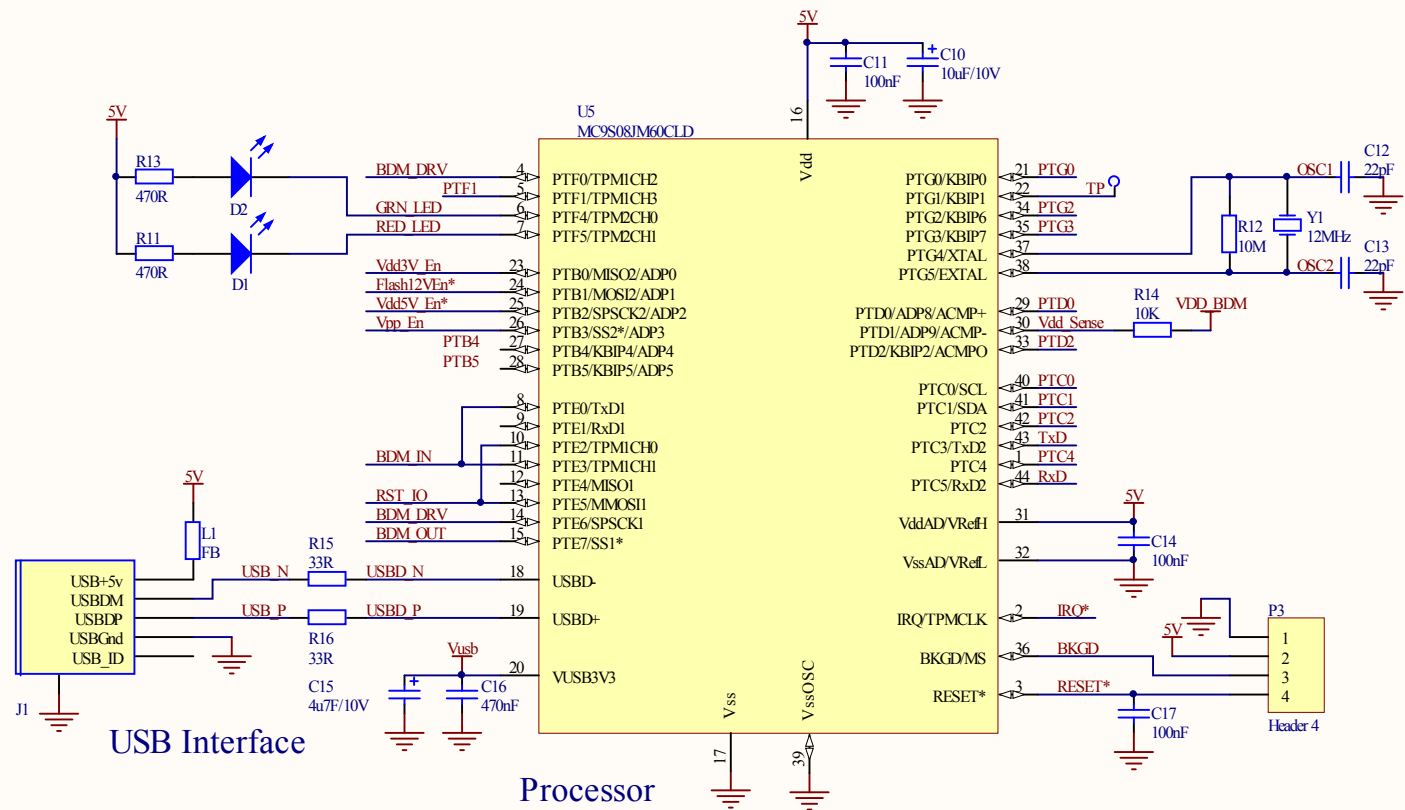 5V
C11
100nF
C10
10uF/10V
U5
MC9S08JM60CLD
16
Vdd
5V
R13
470R
D2
R11
470R
D1
BDM_DRV 4 PTF0/TPM1CH2
PTF1 5 PTF1/TPM1CH3
GRN_LED 6 PTF4/TPM2CH0
RED_LED 7 PTF5/TPM2CH1
Vdd3V_En 23 PTB0/MISO2/ADP0
Flash12VEn* 24 PTB1/MOSI2/ADP1
Vdd5V_En* 25 PTB2/SPSCK2/ADP2
Vpp_En 26 PTB3/SS2*/ADP3
PTB4 27 PTB4/KBIP4/ADP4
PTB5 28 PTB5/KBIP5/ADP5
8 PTE0/TxD1
9 PTE1/RxD1
10 PTE2/TPM1CH0
BDM_IN 11 PTE3/TPM1CH1
12 PTE4/MISO1
RST_IO 13 PTE5/MMOSI1
BDM_DRV 14 PTE6/SPSCK1
BDM_OUT 15 PTE7/SS1*
USBD_N 18 USBD-
USBD_P 19 USBD+
20 VUSB3V3
PTG0/KBIP0 21 PTG0
PTG1/KBIP1 22 TP
PTG2/KBIP6 34 PTG2
PTG3/KBIP7 35 PTG3
PTG4/XTAL 37
PTG5/EXTAL 38
PTD0/ADP8/ACMP+ 29 PTD0
PTD1/ADP9/ACMP- 30 Vdd_Sense
PTD2/KBIP2/ACMPO 33 PTD2
PTC0/SCL 40 PTC0
PTC1/SDA 41 PTC1
PTC2 42 PTC2
PTC3/TxD2 43 TxD
PTC4 1 PTC4
PTC5/RxD2 44 RxD
VddAD/VRefH 31
VssAD/VRefL 32
IRQ/TPMCLK 2 IRQ*
BKGD/MS 36 BKGD
RESET* 3 RESET*
OSC1
C12
22pF
R12
10M
Y1
12MHz
OSC2
C13
22pF
R14
10K
VDD_BDM
5V
C14
100nF
P3
5V
1
2
3
4
Header 4
C17
100nF
5V
L1
FB
USB+5v
USBDM
USBDP
USBGnd
USB_ID
J1
USB_N
R15
33R
USB_P
R16
33R
Vusb
C15
4u7F/10V
C16
470nF
Vss
17
VssOSC
39
USB Interface
Processor